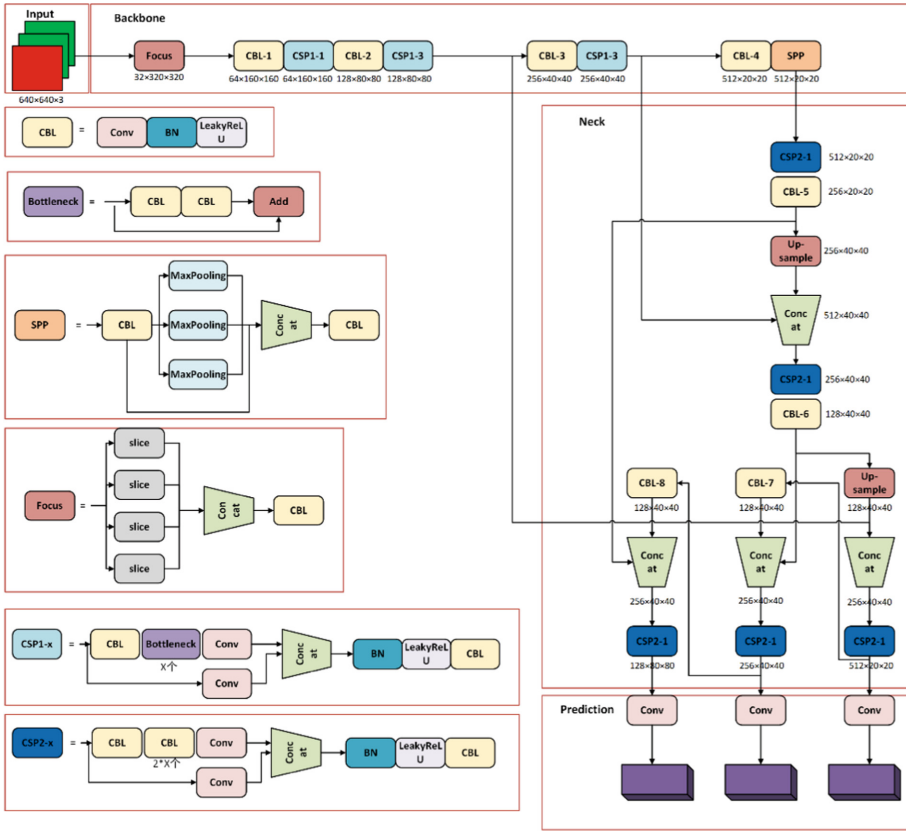 Input
Backbone
Focus
CBL-1
CSP1-1
CBL-2
CSP1-3
CBL-3
CSP1-3
CBL-4
SPP
640×640×3
32×320×320
64×160×160
64×160×160
128×80×80
128×80×80
256×40×40
256×40×40
512×20×20
512×20×20
CBL
=
Conv
BN
LeakyReL
U
Bottleneck
=
CBL
CBL
Add
SPP
=
CBL
MaxPooling
MaxPooling
MaxPooling
Conc
at
CBL
Focus
=
slice
slice
slice
slice
Con
cat
CBL
CSP1-x
=
CBL
Bottleneck
Conv
X个
Conv
Conc
at
BN
LeakyReL
U
CBL
CSP2-x
=
CBL
CBL
Conv
2*X个
Conv
Conc
at
BN
LeakyReL
U
CBL
Neck
CSP2-1
512×20×20
CBL-5
256×20×20
Up-
sample
256×40×40
Conc
at
512×40×40
CSP2-1
256×40×40
CBL-6
128×40×40
CBL-8
CBL-7
Up-
sample
128×40×40
128×40×40
128×40×40
Conc
at
Conc
at
Conc
at
256×40×40
256×40×40
256×40×40
CSP2-1
CSP2-1
CSP2-1
128×80×80
256×40×40
512×20×20
Prediction
Conv
Conv
Conv